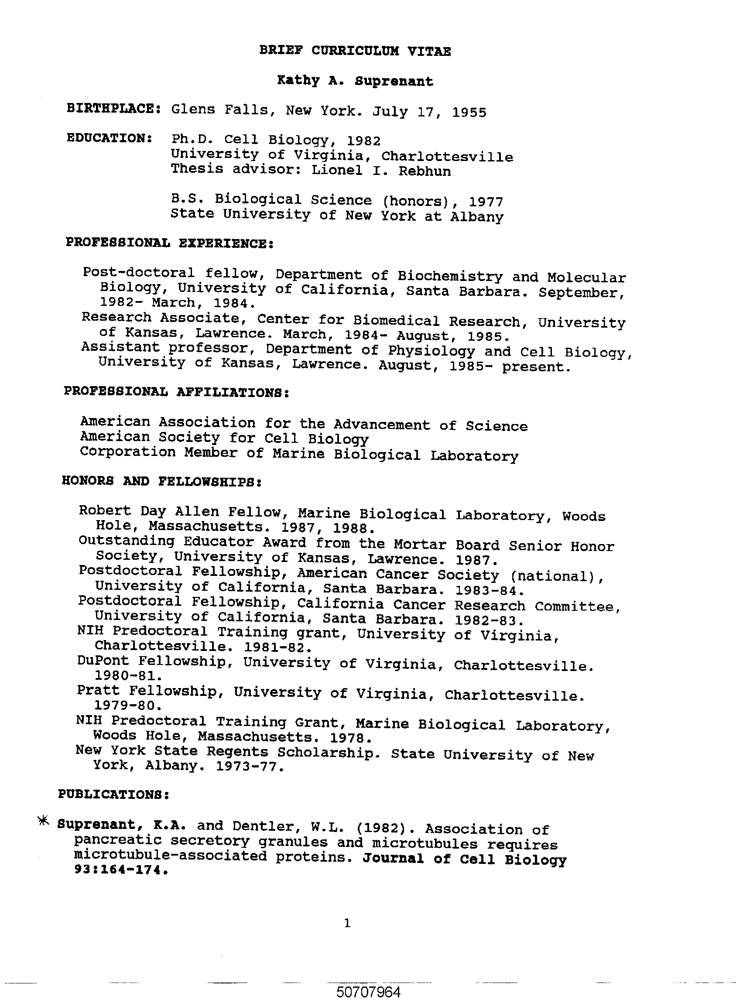 BRIEF CURRICULUM VITAE
Kathy A. Suprenant
BIRTHPLACE: Glens Falls, New York. July 17, 1955
EDUCATION: Ph.D. Cell Biology, 1982
University of Virginia, Charlottesville
Thesis advisor: Lionel I. Rebhun
B.S. Biological Science (honors), 1977
State University of New York at Albany
PROFESSIONAL EXPERIENCE:
Post-doctoral fellow, Department of Biochemistry and Molecular
Biology, University of California, Santa Barbara. September,
1982- March, 1984.
Research Associate, Center for Biomedical Research, University
of Kansas, Lawrence. March, 1984- August, 1985.
Assistant professor, Department of Physiology and Cell Biology,
University of Kansas, Lawrence. August, 1985- present.
PROFESSIONAL AFFILIATIONS:
American Association for the Advancement of Science
American Society for Cell Biology
Corporation Member of Marine Biological Laboratory
HONORS AND FELLOWSHIPS:
Robert Day Allen Fellow, Marine Biological Laboratory, Woods
Hole, Massachusetts. 1987, 1988.
Outstanding Educator Award from the Mortar Board Senior Honor
Society, University of Kansas, Lawrence. 1987.
Postdoctoral Fellowship, American Cancer Society (national),
University of California, Santa Barbara. 1983-84.
Postdoctoral Fellowship, California Cancer Research Committee,
University of California, Santa Barbara. 1982-83.
NIH Predoctoral Training grant, University of Virginia,
Charlottesville. 1981-82.
DuPont Fellowship, University of Virginia, Charlottesville.
1980-81.
Pratt Fellowship, University of Virginia, Charlottesville.
1979-80.
NIH Predoctoral Training Grant, Marine Biological Laboratory,
Woods Hole, Massachusetts. 1978.
New York State Regents Scholarship. State University of New
York, Albany. 1973-77.
PUBLICATIONS:
* Suprenant, K.A. and Dentler, W.L. (1982). Association of
pancreatic secretory granules and microtubules requires
microtubule-associated proteins. Journal of Cell Biology
93:164-174.
1
50707964